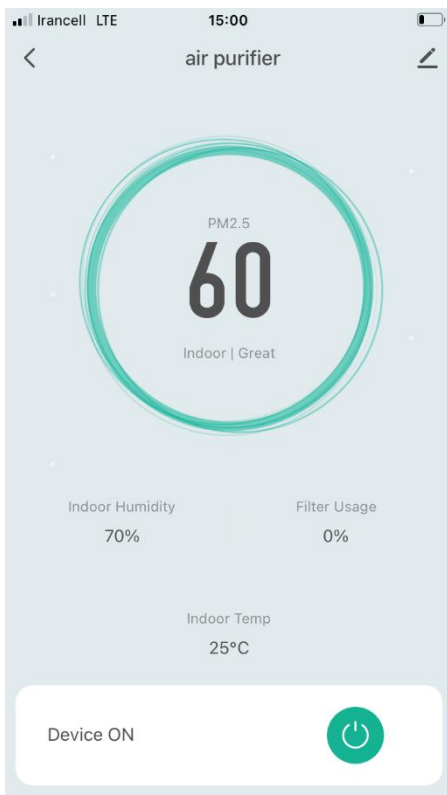 Irancell LTE 15:00
air purifier
PM2.5
60
Indoor | Great
Indoor Humidity Filter Usage
70% 0%
Indoor Temp
25°C
Device ON